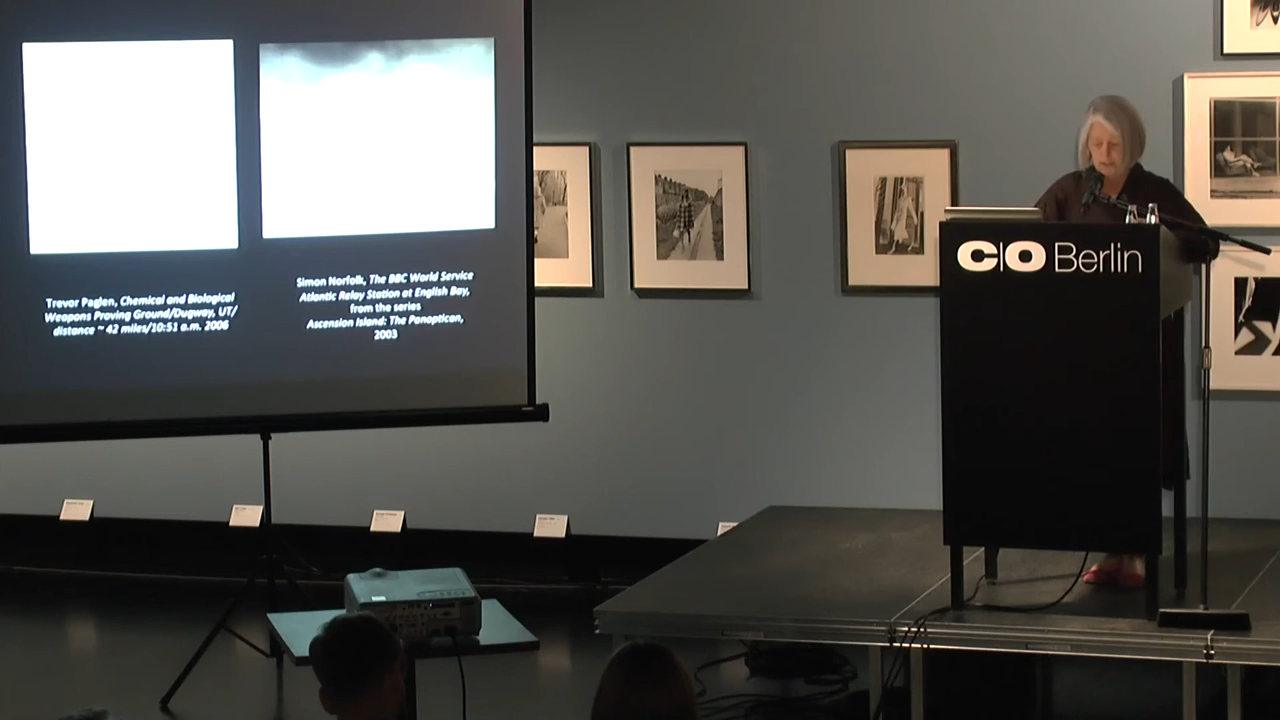 Trevor Paglen, Chemical and Biological
Weapons Proving Ground/Dugway, UT/
distance ~ 42 miles/10:51 a.m. 2006
Simon Norfolk, The BBC World Service
Atlantic Relay Station at English Bay,
from the series
Ascension Island: The Panoptican,
2003
C|O Berlin